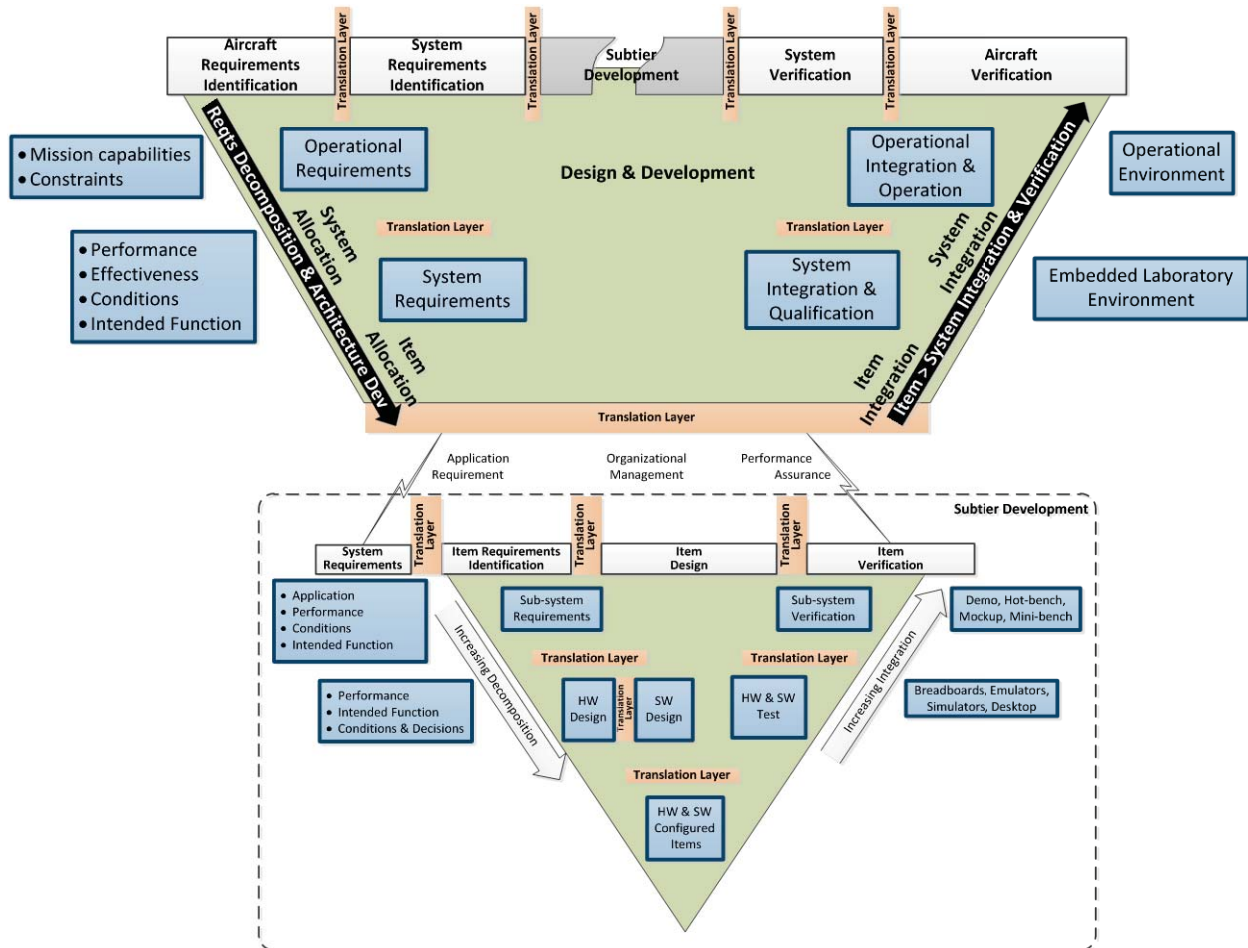 Translation Layer
Translation Layer
Translation Layer
Translation Layer
Aircraft
Requirements
Identification
System
Requirements
Identification
Subtier
Development
System
Verification
Aircraft
Verification
Reqts Decomposition & Architecture Dev
Item > System Integration & Verification
• Mission capabilities
• Constraints
Operational
Requirements
Design & Development
Operational
Integration &
Operation
Operational
Environment
System
Allocation
Translation Layer
Translation Layer
System
Integration
• Performance
• Effectiveness
• Conditions
• Intended Function
System
Requirements
System
Integration &
Qualification
Embedded Laboratory
Environment
Item
Allocation
Item
Integration
Translation Layer
Application
Requirement
Organizational
Management
Performance
Assurance
Subtier Development
Translation
Layer
Translation
Layer
Translation
Layer
System
Requirements
Item Requirements
Identification
Item
Design
Item
Verification
• Application
• Performance
• Conditions
• Intended Function
Sub-system
Requirements
Sub-system
Verification
Demo, Hot-bench,
Mockup, Mini-bench
Increasing Decomposition
Increasing Integration
Translation Layer
Translation Layer
• Performance
• Intended Function
• Conditions & Decisions
HW
Design
Translation
Layer
SW
Design
HW & SW
Test
Breadboards, Emulators,
Simulators, Desktop
Translation Layer
HW & SW
Configured
Items